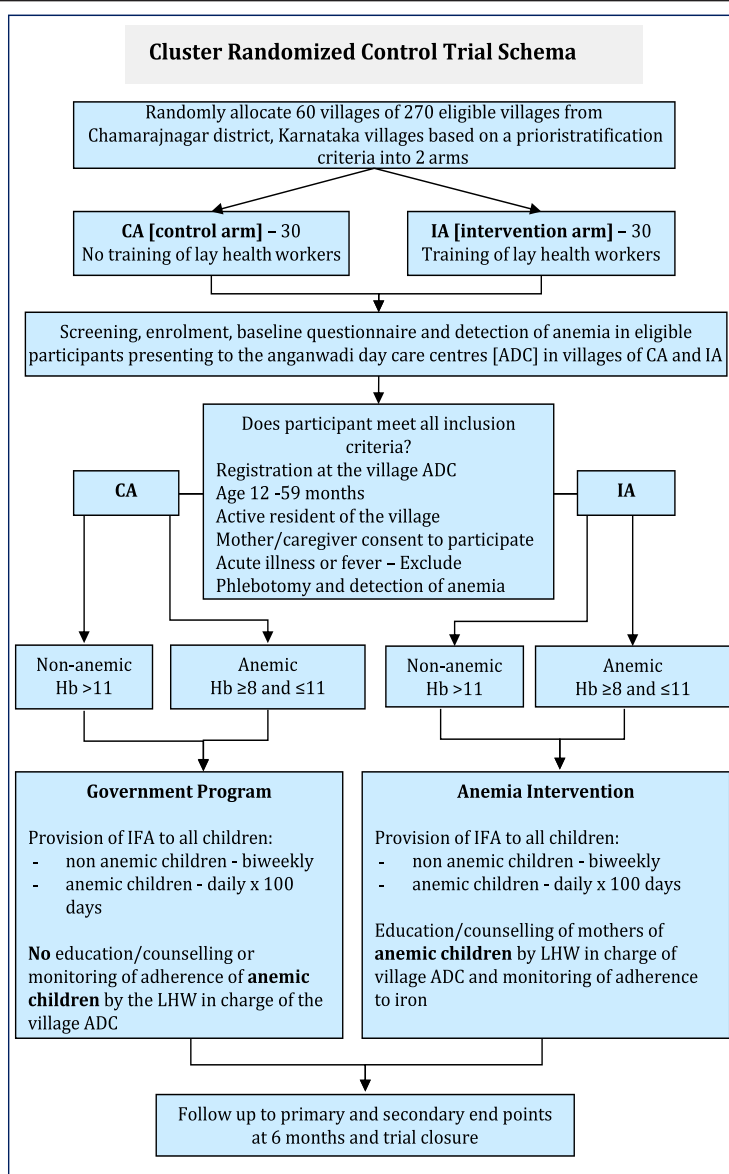 Cluster Randomized Control Trial Schema
Randomly allocate 60 villages of 270 eligible villages from
Chamarajnagar district, Karnataka villages based on a prioristratification
criteria into 2 arms
CA [control arm] – 30
No training of lay health workers
IA [intervention arm] – 30
Training of lay health workers
Screening, enrolment, baseline questionnaire and detection of anemia in eligible
participants presenting to the anganwadi day care centres [ADC] in villages of CA and IA
Does participant meet all inclusion
criteria?
Registration at the village ADC
Age 12 -59 months
Active resident of the village
Mother/caregiver consent to participate
Acute illness or fever – Exclude
Phlebotomy and detection of anemia
CA
IA
Non-anemic
Hb >11
Anemic
Hb ≥8 and ≤11
Non-anemic
Hb >11
Anemic
Hb ≥8 and ≤11
Government Program
Provision of IFA to all children:
- non anemic children - biweekly
- anemic children - daily x 100
days
No education/counselling or
monitoring of adherence of anemic
children by the LHW in charge of the
village ADC
Anemia Intervention
Provision of IFA to all children:
- non anemic children - biweekly
- anemic children - daily x 100 days
Education/counselling of mothers of
anemic children by LHW in charge of
village ADC and monitoring of adherence
to iron
Follow up to primary and secondary end points
at 6 months and trial closure